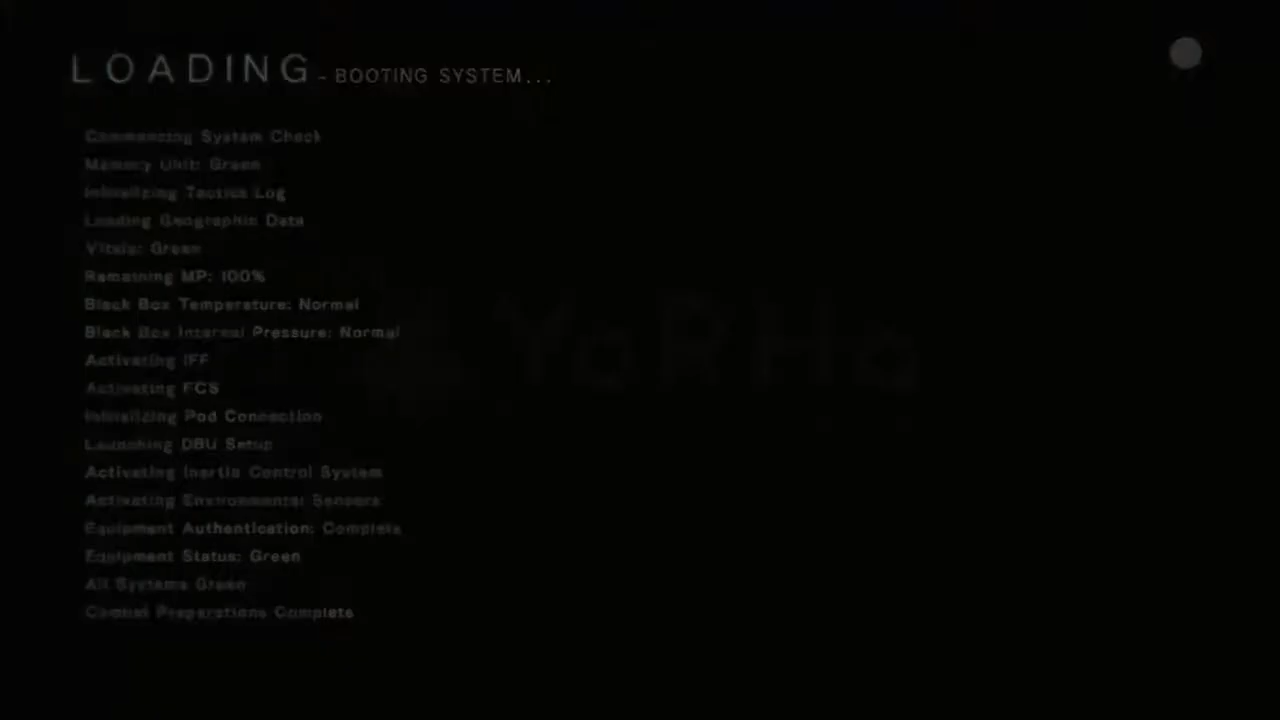 LOADING - BOOTING SYSTEM...
Commencing System Check
Memory Unit: Green
Initializing Tactics Log
Loading Geographic Data
Vitals: Green
Remaining MP: 100%
Black Box Temperature: Normal
Black Box Internal Pressure: Normal
Activating IFF
Activating FCS
Initializing Pod Connection
Launching DBU Setup
Activating Inertia Control System
Activating Environmental Sensors
Equipment Authentication: Complete
Equipment Status: Green
All Systems Green
Combat Preparations Complete
YoRHa